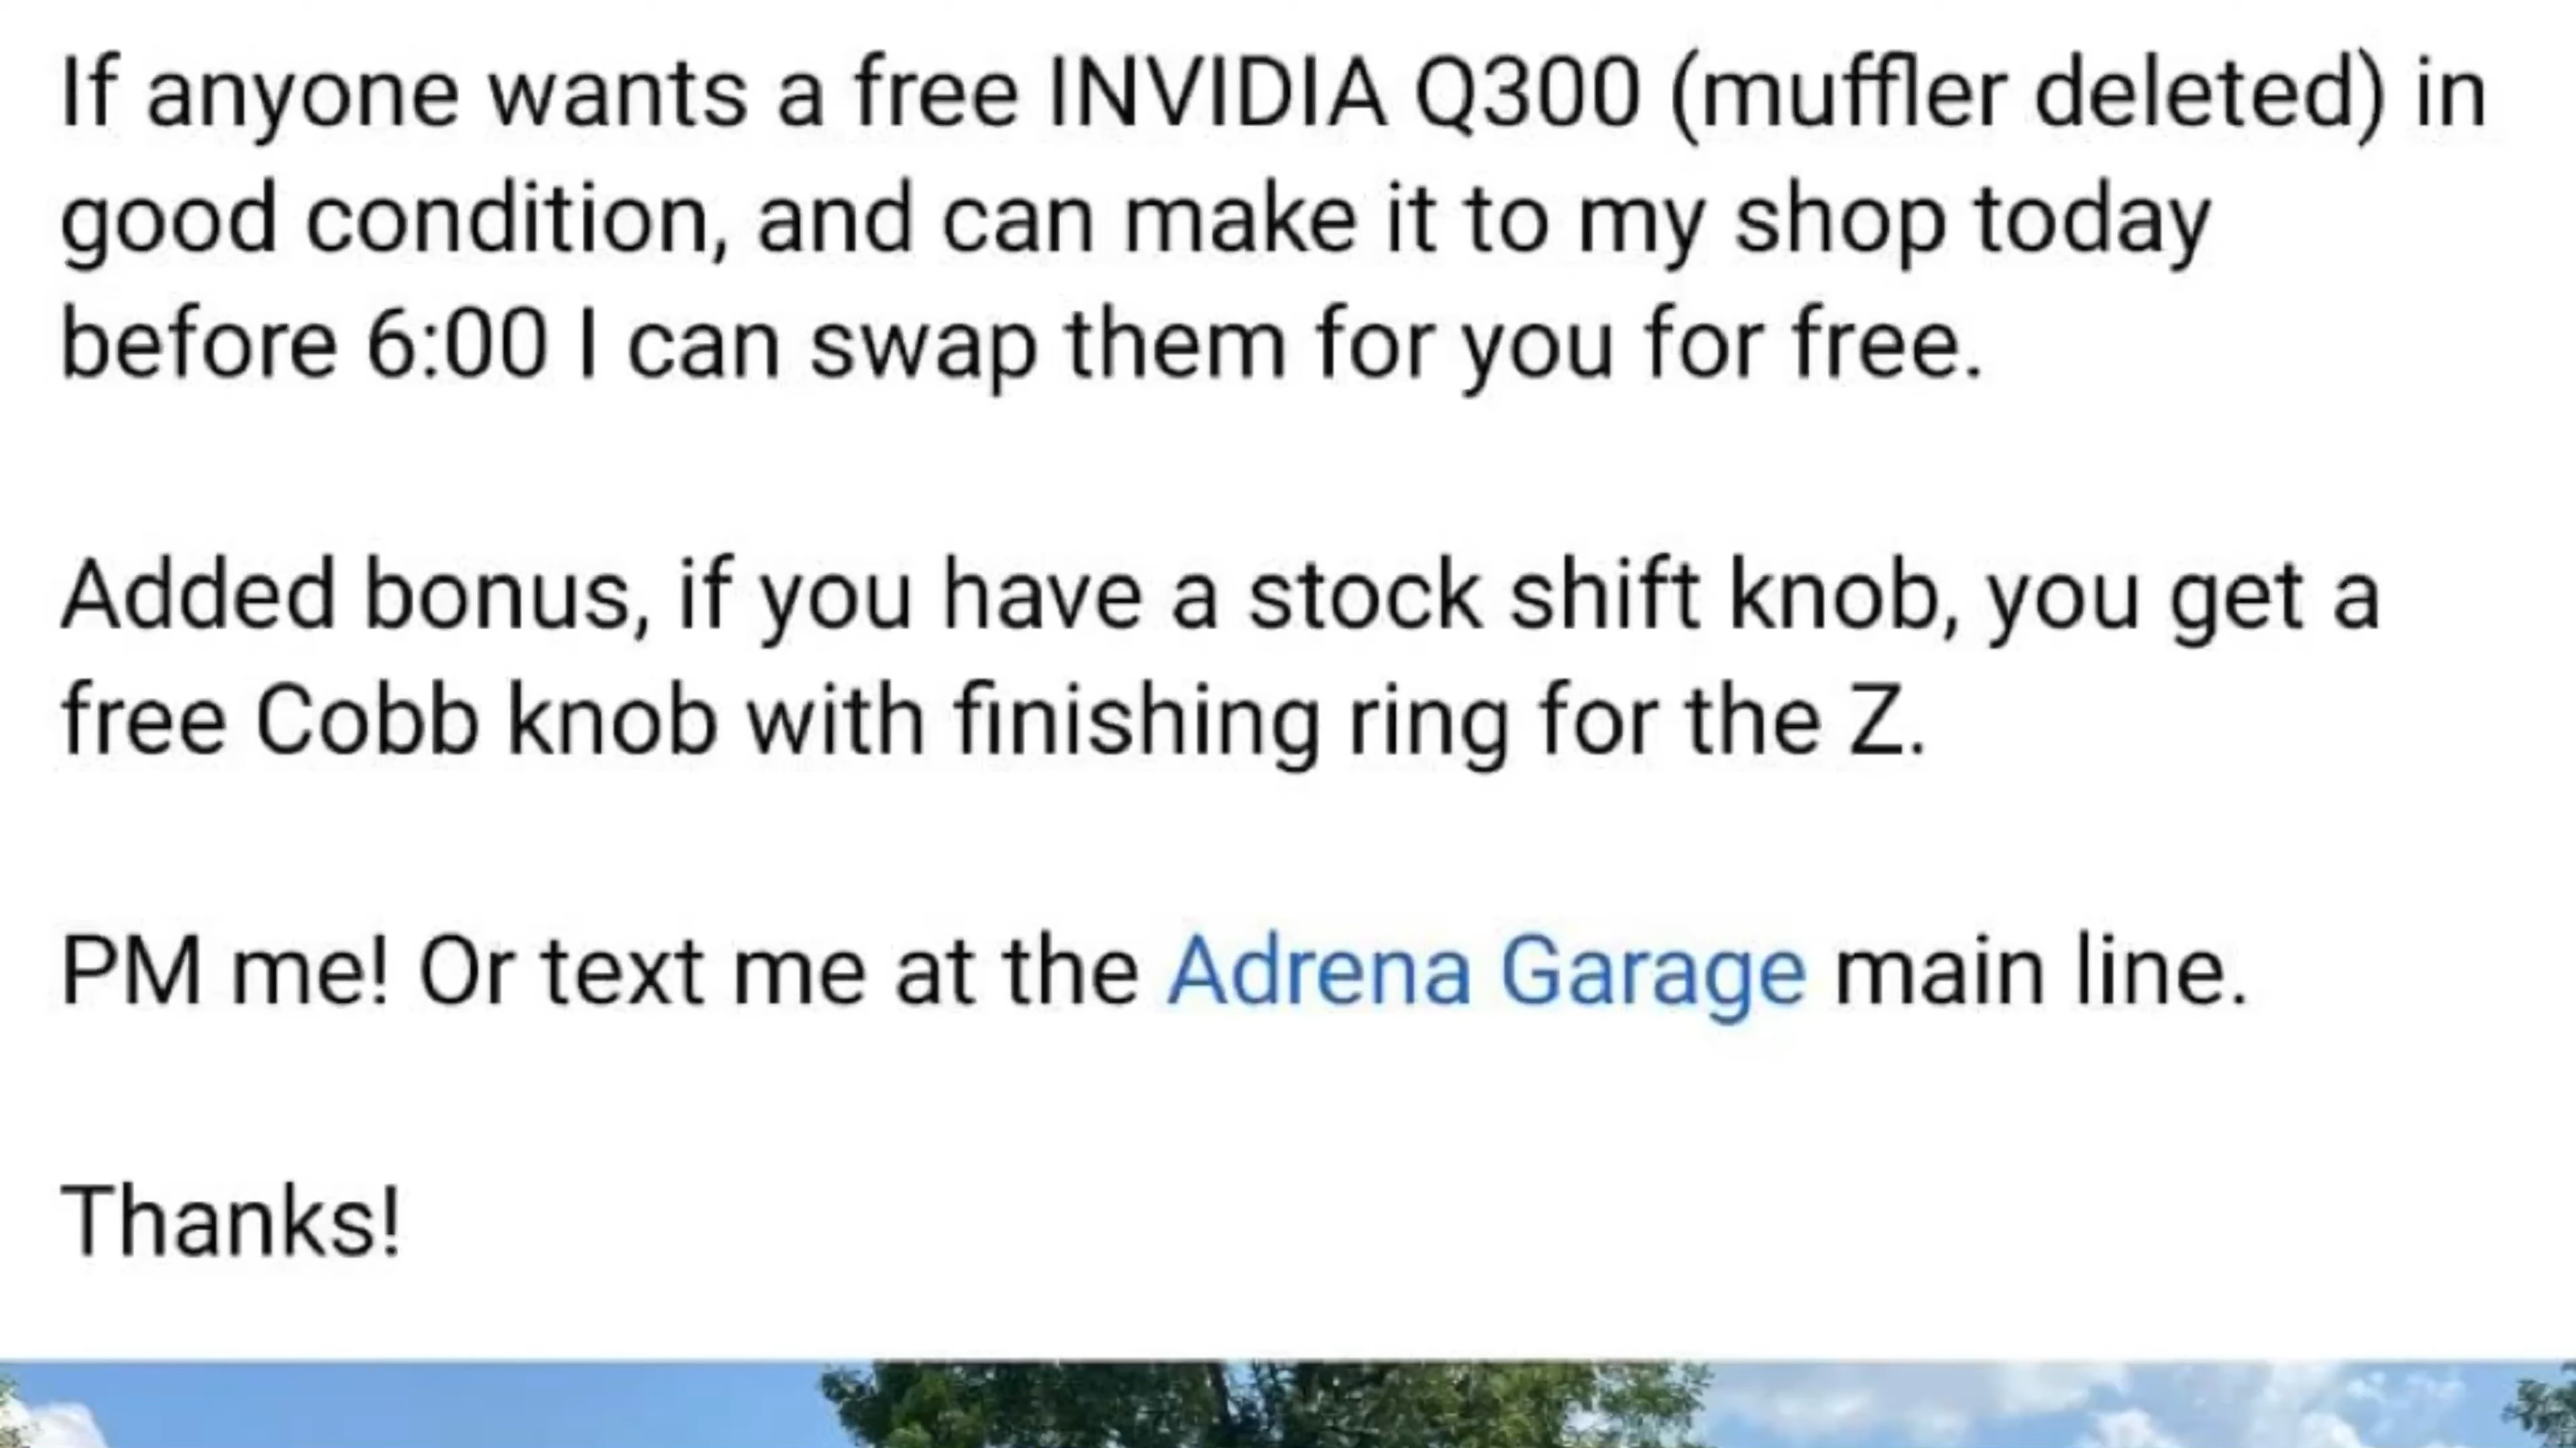 If anyone wants a free INVIDIA Q300 (muffler deleted) in
good condition, and can make it to my shop today
before 6:00 I can swap them for you for free.
Added bonus, if you have a stock shift knob, you get a
free Cobb knob with finishing ring for the Z.
PM me! Or text me at the Adrena Garage main line.
Thanks!